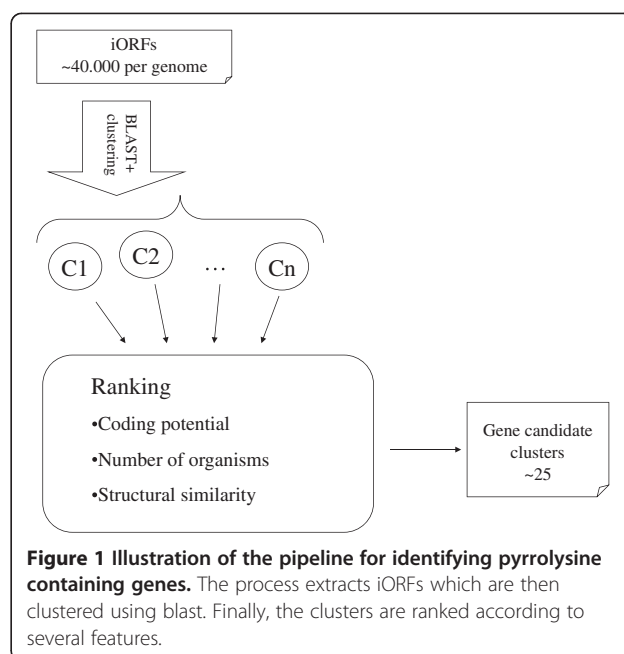 iORFs
~40.000 per genome
BLAST+
clustering
C1
C2
...
Cn
Ranking
•Coding potential
•Number of organisms
•Structural similarity
Gene candidate
clusters
~25
Figure 1 Illustration of the pipeline for identifying pyrrolysine
containing genes. The process extracts iORFs which are then
clustered using blast. Finally, the clusters are ranked according to
several features.